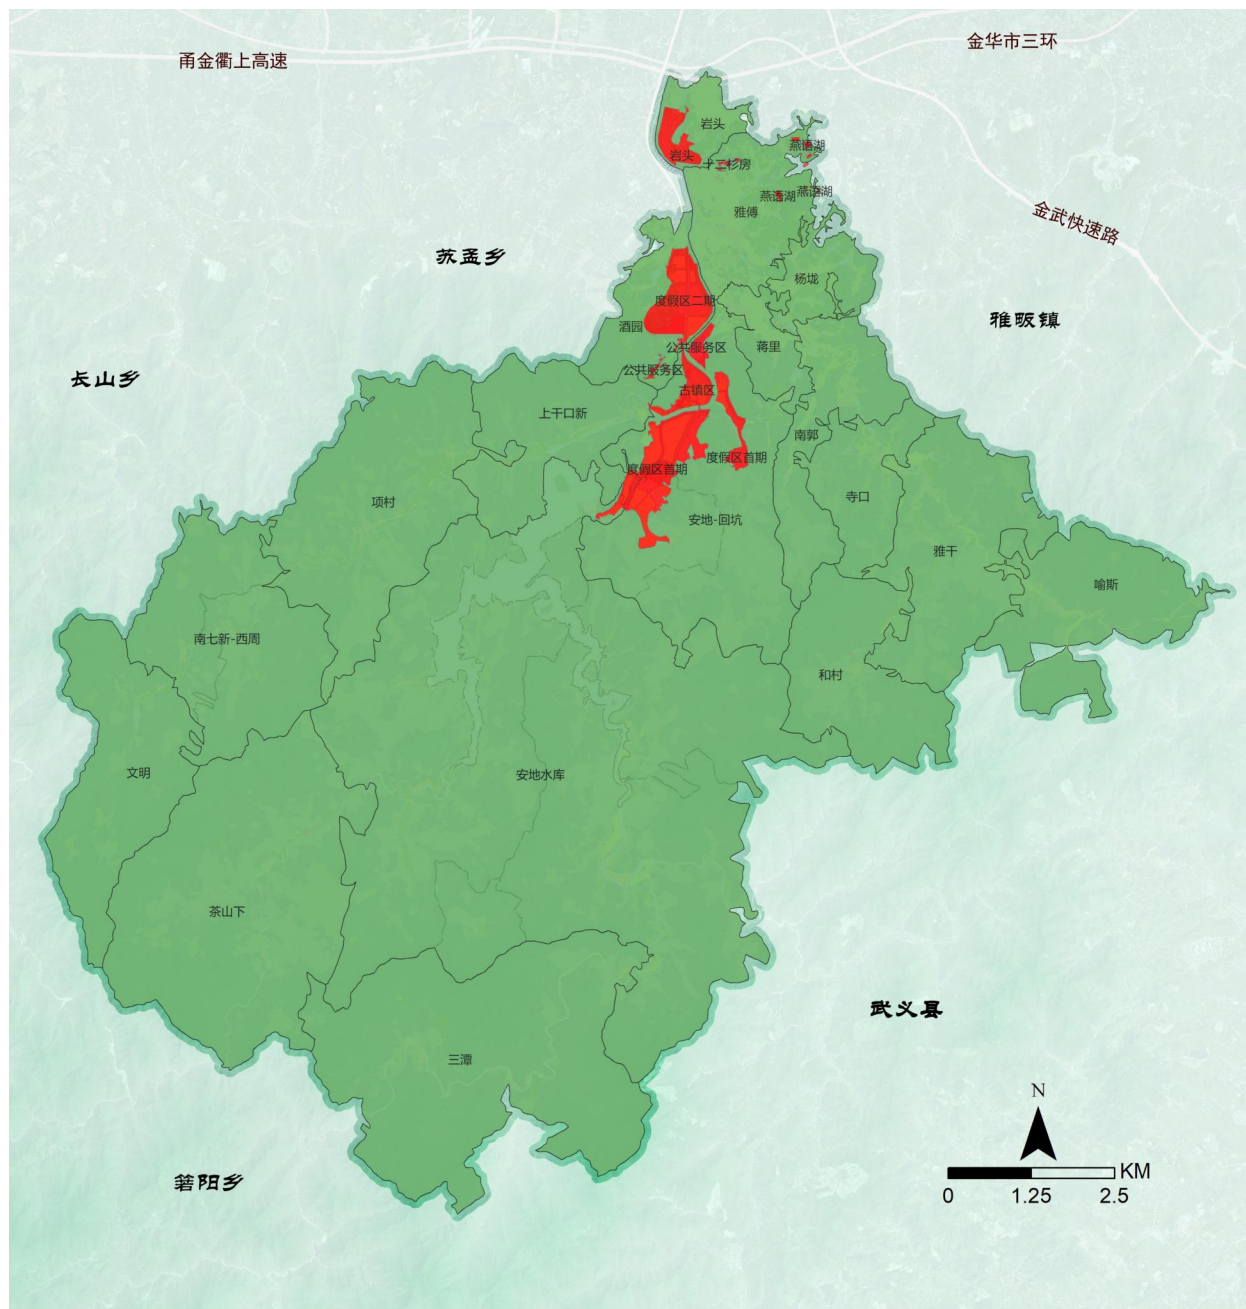 金华市三环
甬金衢上高速
岩头
燕语湖
岩头
十二杉房
燕语湖
燕语湖
雅傅
金武快速路
苏孟乡
杨垅
度假区二期
雅畈镇
酒园
公共服务区
蒋里
公共服务区
长山乡
古镇区
上干口新
南郭
度假区首期
度假区首期
寺口
项村
安地-回坑
雅干
喻斯
南七新-西周
和村
文明
安地水库
茶山下
武义县
三潭
N
箬阳乡
KM
0
1.25
2.5